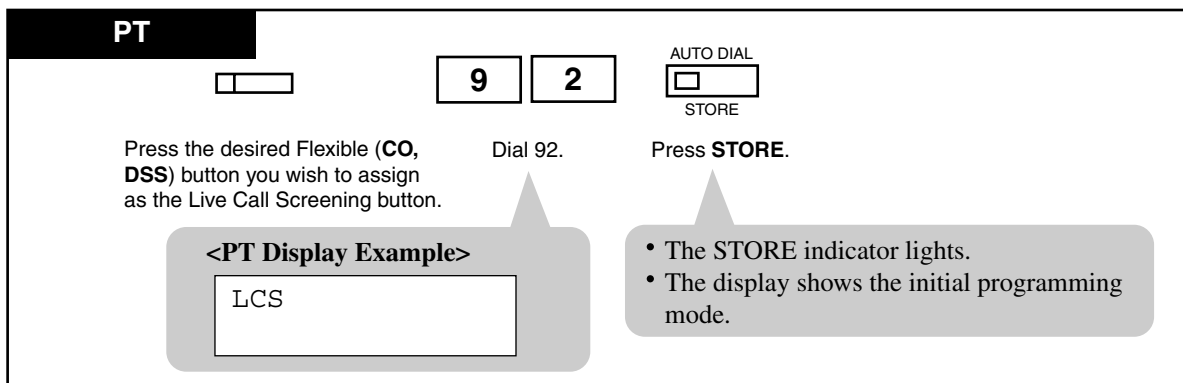 PT
9 2
AUTO DIAL
STORE
Press the desired Flexible (CO,
DSS) button you wish to assign
as the Live Call Screening button.
Dial 92.
Press STORE.
<PT Display Example>
LCS
• The STORE indicator lights.
• The display shows the initial programming
mode.